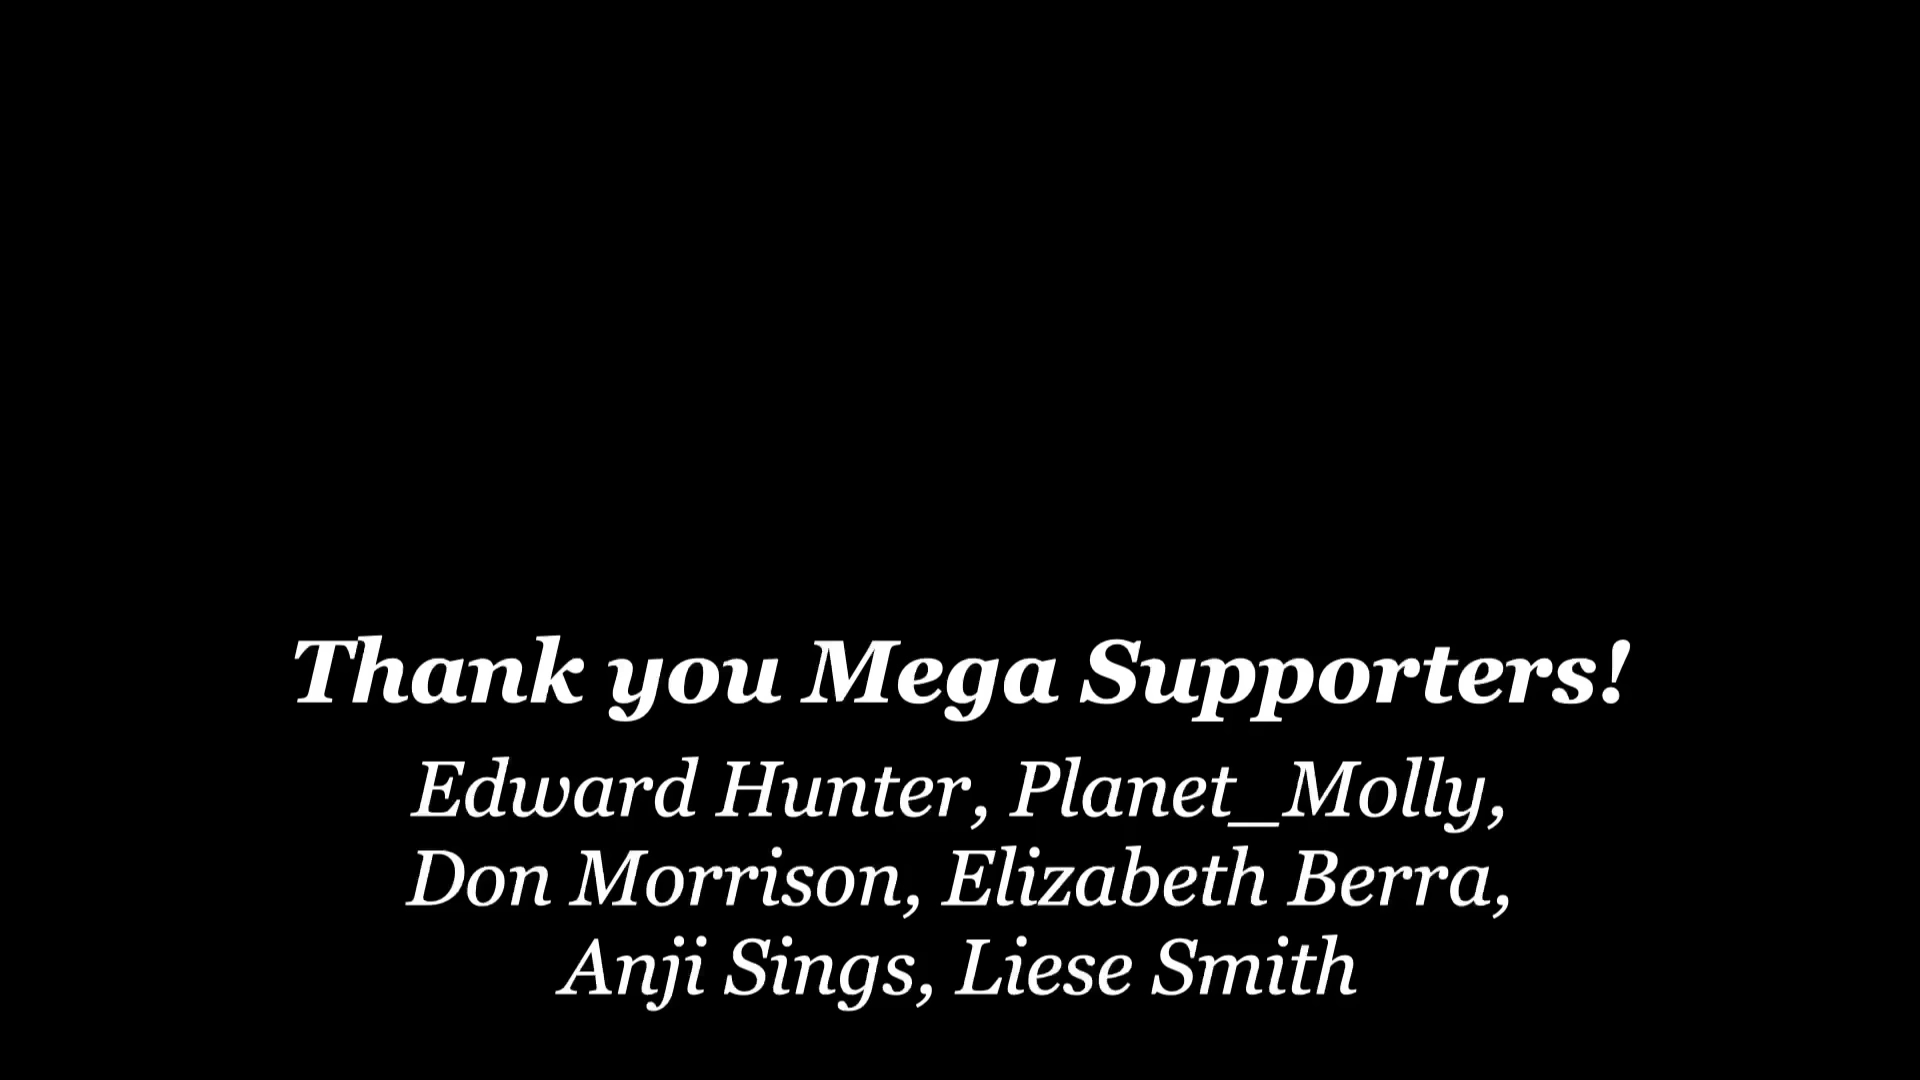 Thank you Mega Supporters!
Edward Hunter, Planet_Molly,
Don Morrison, Elizabeth Berra,
Anji Sings, Liese Smith